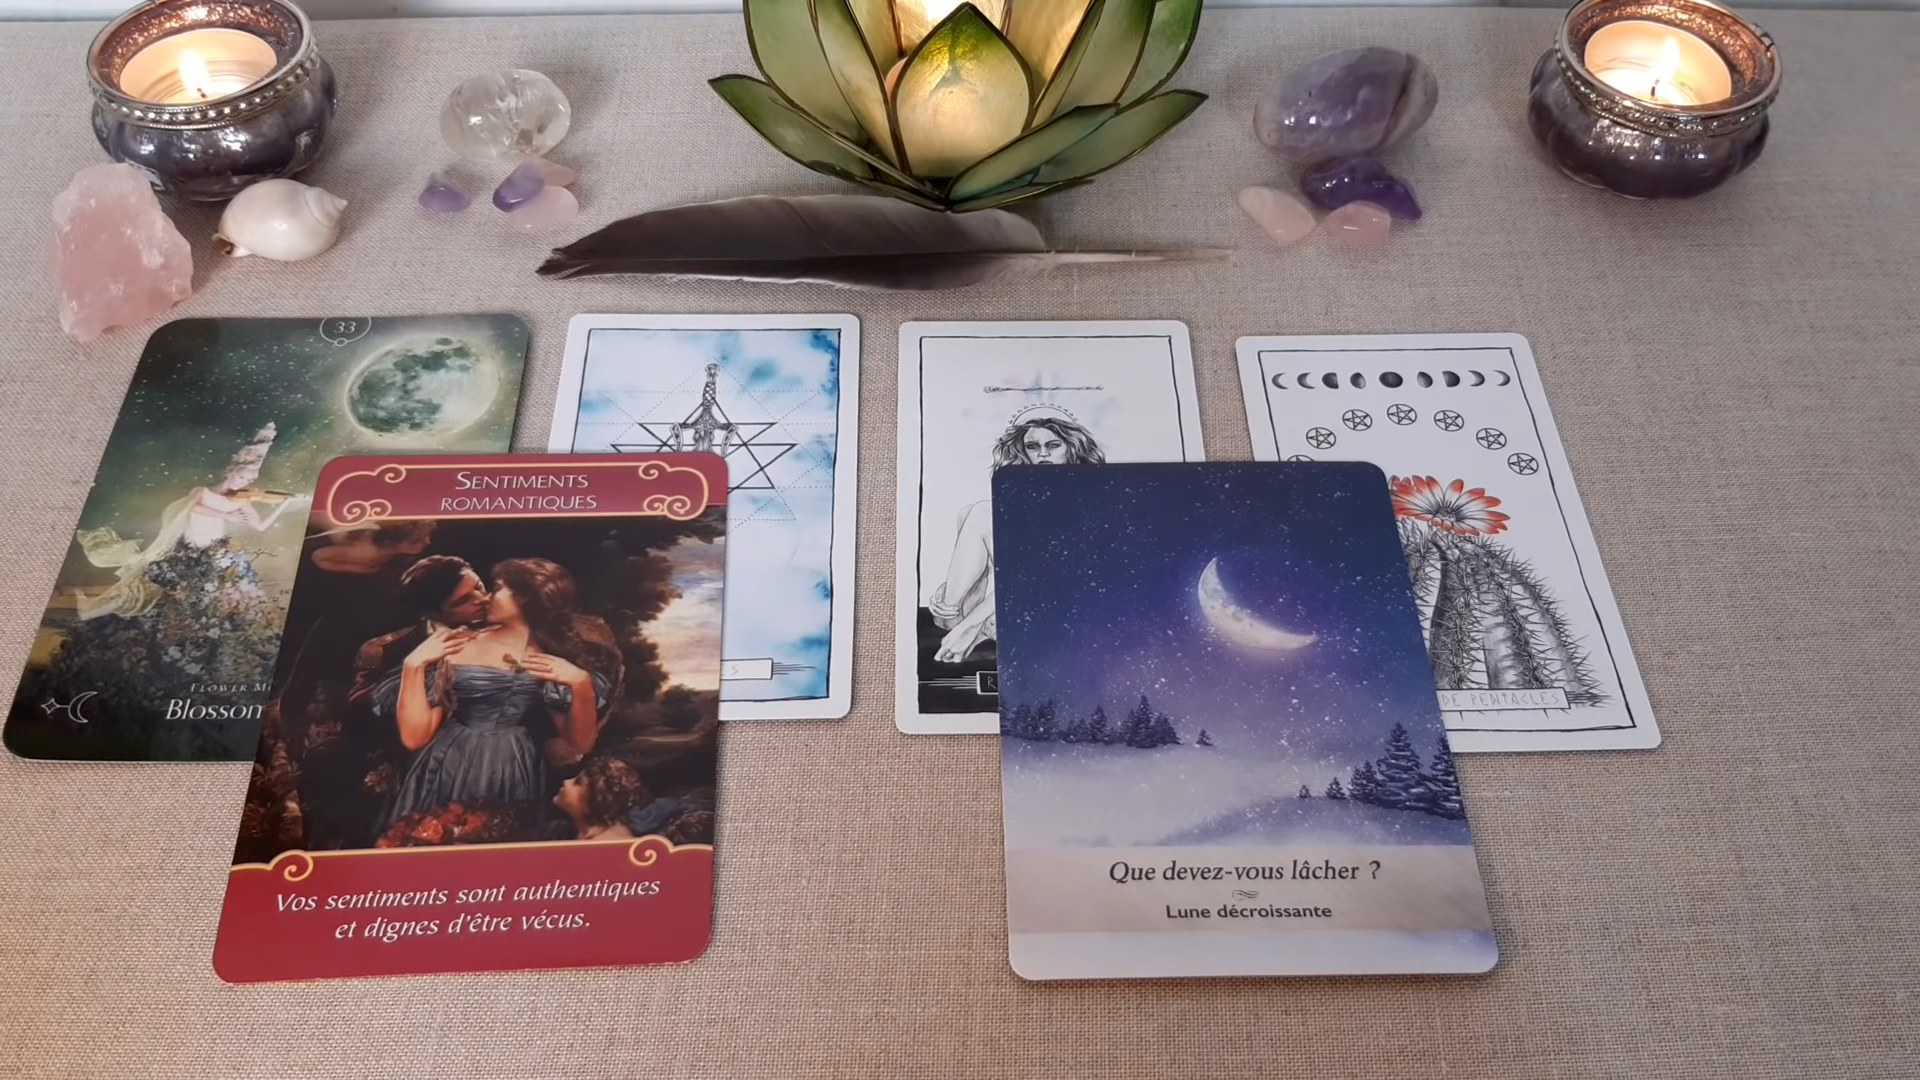 33
FLOWER M
Blossom
SENTIMENTS
ROMANTIQUES
Vos sentiments sont authentiques
et dignes d'être vécus.
S
R
Que devez-vous lâcher ?
Lune décroissante
DE PENTACLES